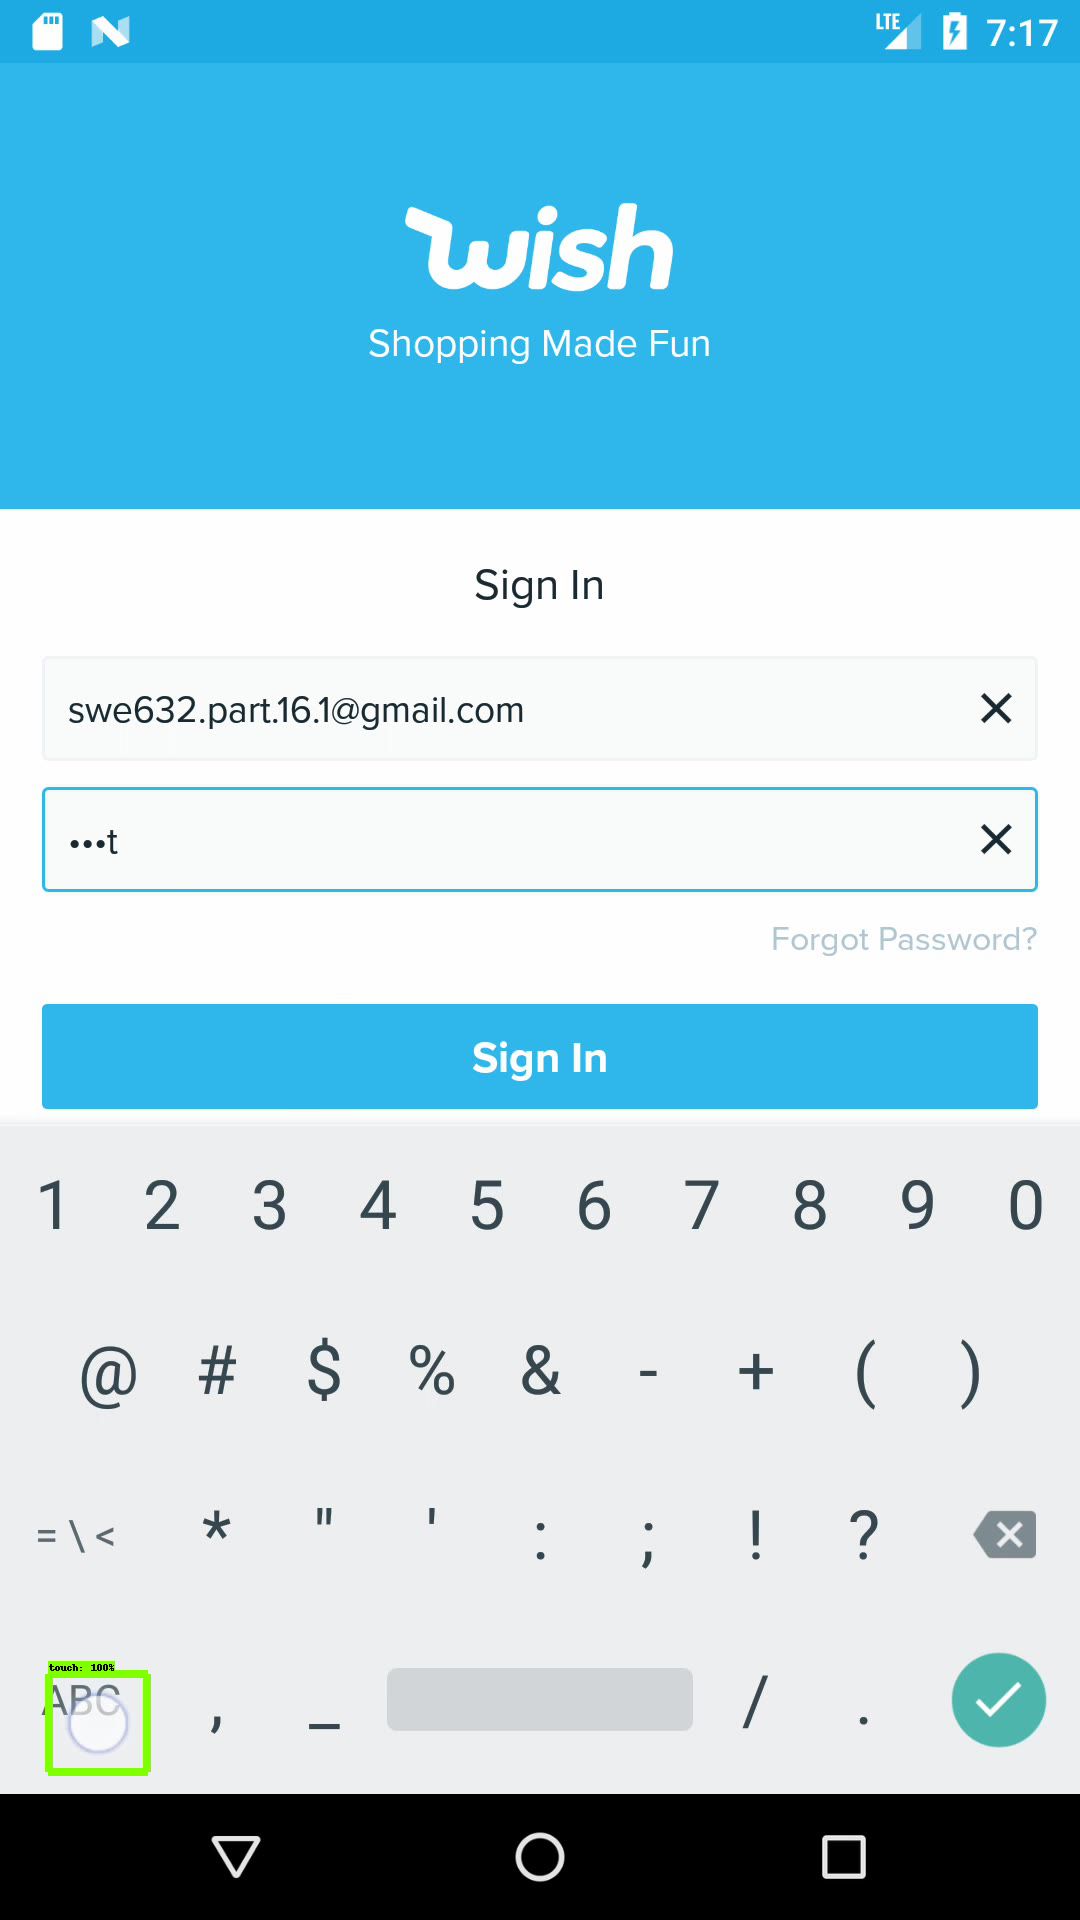 LTE 7:17
wish
Shopping Made Fun
Sign In
swe632.part.16.1@gmail.com
•••t
Forgot Password?
Sign In
1 2 3 4 5 6 7 8 9 0
@ # $ % & - + ( )
= \ < * " ' : ; ! ?
touch: 100%
ABC , _ / .